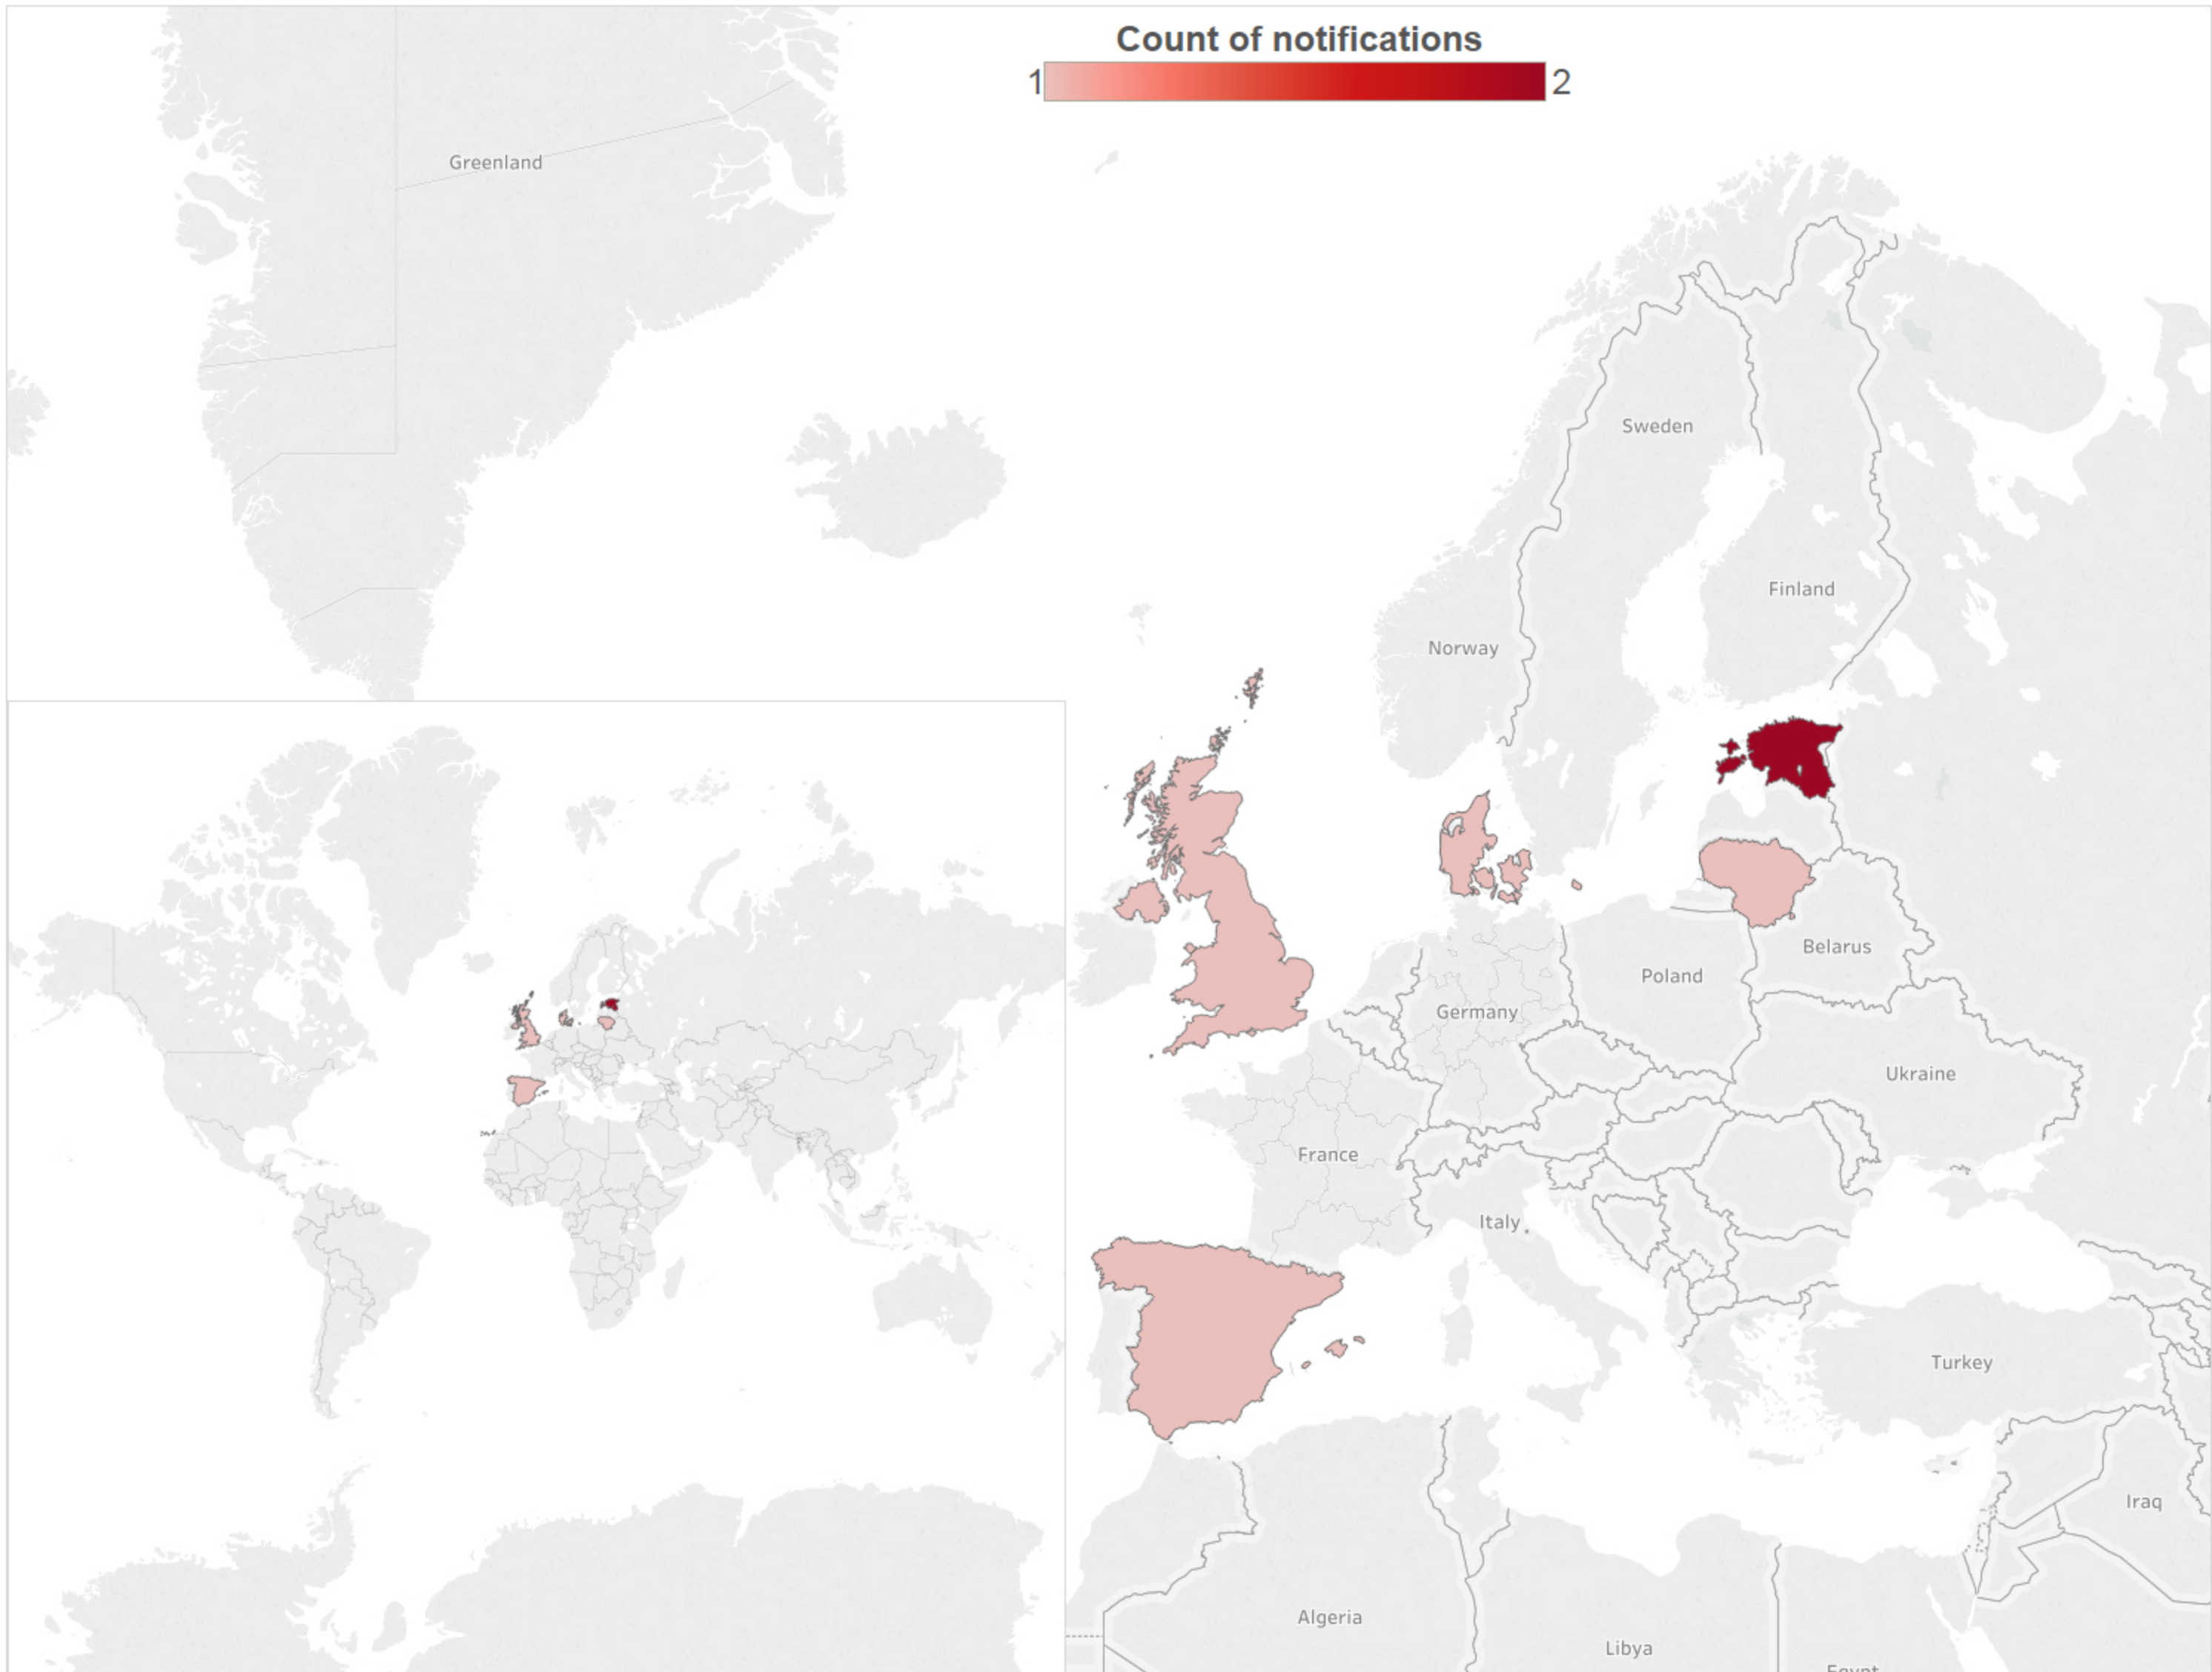 Count of notifications
1
2
Greenland
Sweden
Finland
Norway
Belarus
Poland
Germany
Ukraine
France
Italy
Turkey
Iraq
Algeria
Libya
Egypt